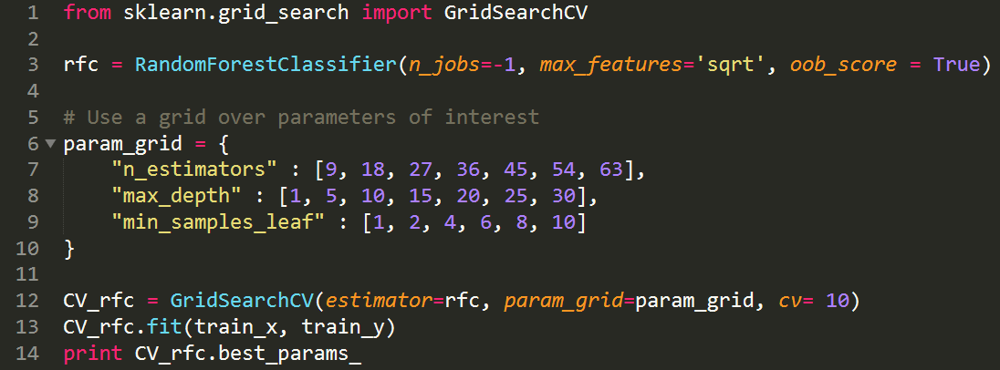 1 from sklearn.grid_search import GridSearchCV
2
3 rfc = RandomForestClassifier(n_jobs=-1, max_features='sqrt', oob_score = True)
4
5 # Use a grid over parameters of interest
6 param_grid = {
7     "n_estimators" : [9, 18, 27, 36, 45, 54, 63],
8     "max_depth" : [1, 5, 10, 15, 20, 25, 30],
9     "min_samples_leaf" : [1, 2, 4, 6, 8, 10]
10 }
11
12 CV_rfc = GridSearchCV(estimator=rfc, param_grid=param_grid, cv= 10)
13 CV_rfc.fit(train_x, train_y)
14 print CV_rfc.best_params_